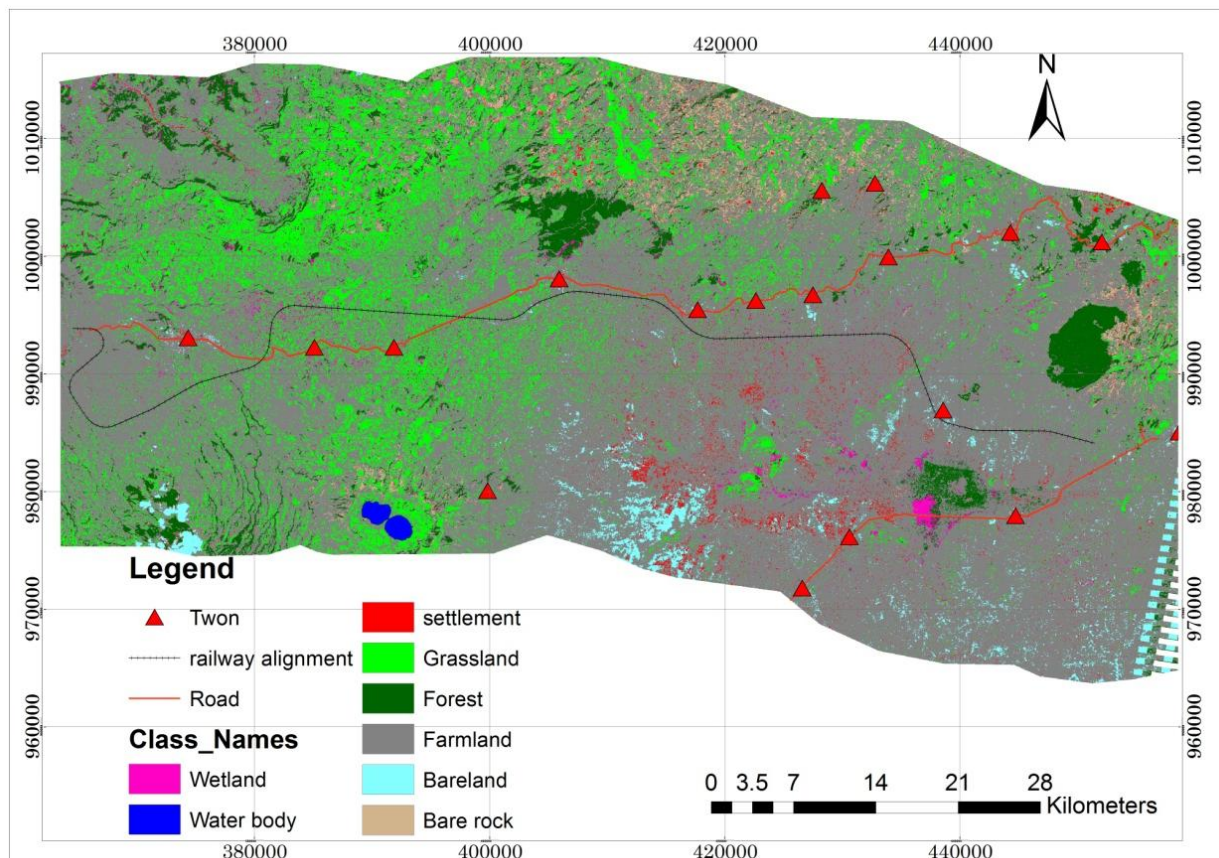 380000 400000 420000 440000
N
1010000 1010000
1000000 1000000
990000 990000
980000 980000
970000 970000
960000 960000
Legend
Twon
railway alignment
Road
Class_Names
Wetland
Water body
settlement
Grassland
Forest
Farmland
Bareland
Bare rock
0 3.5 7 14 21 28
Kilometers
380000 400000 420000 440000